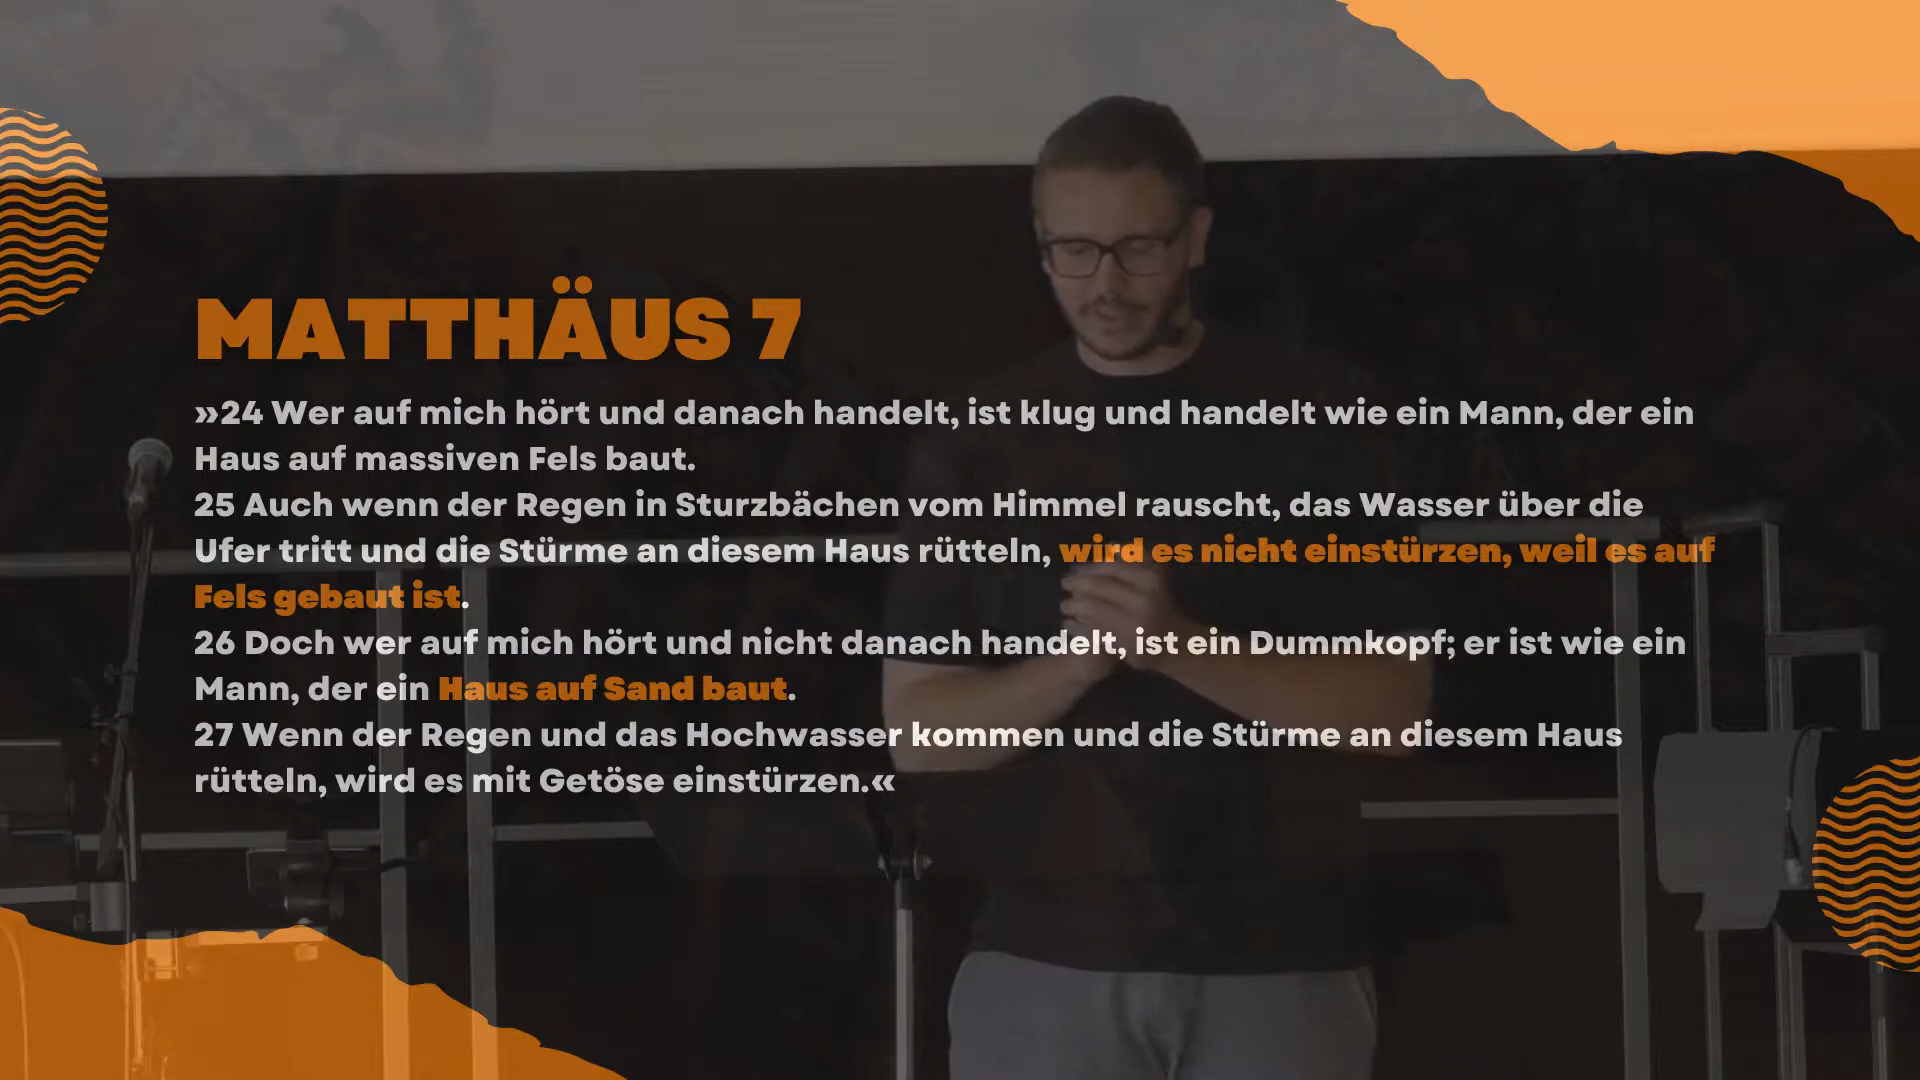 MATTHÄUS 7
»24 Wer auf mich hört und danach handelt, ist klug und handelt wie ein Mann, der ein
Haus auf massiven Fels baut.
25 Auch wenn der Regen in Sturzbächen vom Himmel rauscht, das Wasser über die
Ufer tritt und die Stürme an diesem Haus rütteln, wird es nicht einstürzen, weil es auf
Fels gebaut ist.
26 Doch wer auf mich hört und nicht danach handelt, ist ein Dummkopf; er ist wie ein
Mann, der ein Haus auf Sand baut.
27 Wenn der Regen und das Hochwasser kommen und die Stürme an diesem Haus
rütteln, wird es mit Getöse einstürzen.«